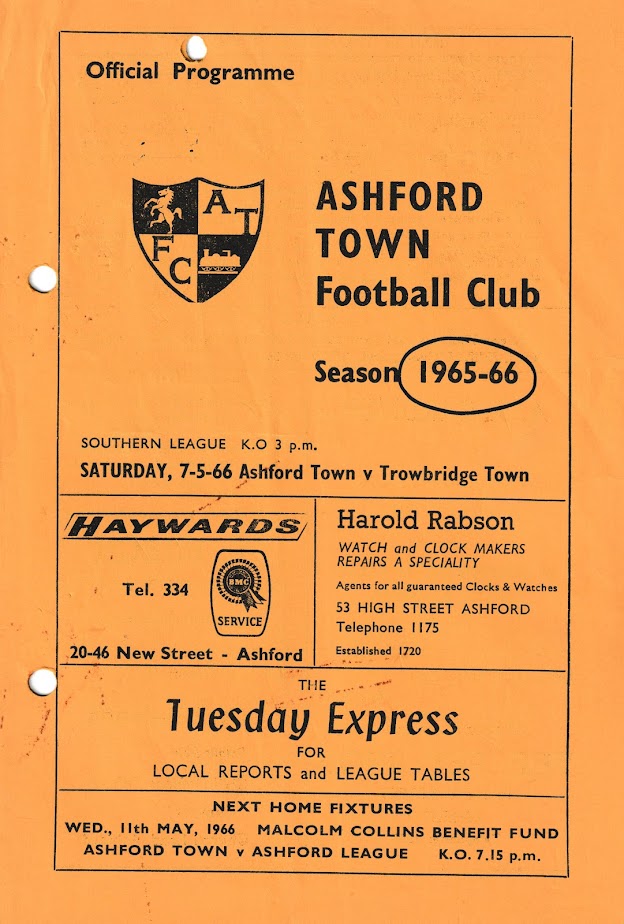 Official Programme
A T
F C
ASHFORD
TOWN
Football Club
Season 1965-66
SOUTHERN LEAGUE K.O 3 p.m.
SATURDAY, 7-5-66 Ashford Town v Trowbridge Town
HAYWARDS
Tel. 334
BMC
SERVICE
20-46 New Street - Ashford
Harold Rabson
WATCH and CLOCK MAKERS
REPAIRS A SPECIALITY
Agents for all guaranteed Clocks & Watches
53 HIGH STREET ASHFORD
Telephone 1175
Established 1720
THE
Tuesday Express
FOR
LOCAL REPORTS and LEAGUE TABLES
NEXT HOME FIXTURES
WED., 11th MAY, 1966 MALCOLM COLLINS BENEFIT FUND
ASHFORD TOWN v ASHFORD LEAGUE K.O. 7.15 p.m.